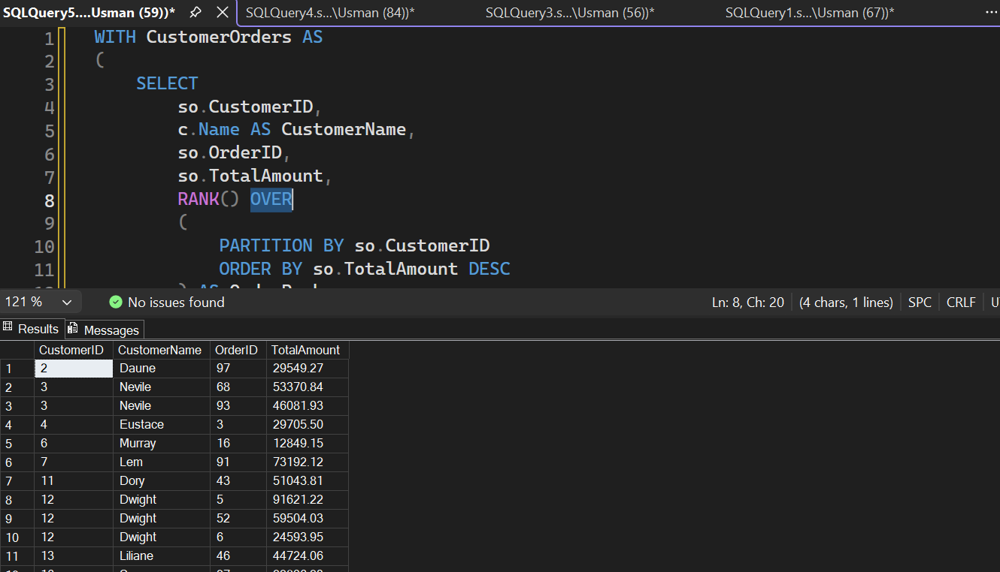 SQLQuery5....Usman (59))* SQLQuery4.s...\Usman (84))* SQLQuery3.s...\Usman (56))* SQLQuery1.s...\Usman (67))* ...
1 WITH CustomerOrders AS
2 (
3 SELECT
4 so.CustomerID,
5 c.Name AS CustomerName,
6 so.OrderID,
7 so.TotalAmount,
8 RANK() OVER
9 (
10 PARTITION BY so.CustomerID
11 ORDER BY so.TotalAmount DESC
121 % No issues found Ln: 8, Ch: 20 (4 chars, 1 lines) SPC CRLF
Results Messages
CustomerID CustomerName OrderID TotalAmount
1 2 Daune 97 29549.27
2 3 Nevile 68 53370.84
3 3 Nevile 93 46081.93
4 4 Eustace 3 29705.50
5 6 Murray 16 12849.15
6 7 Lem 91 73192.12
7 11 Dory 43 51043.81
8 12 Dwight 5 91621.22
9 12 Dwight 52 59504.03
10 12 Dwight 6 24593.95
11 13 Liliane 46 44724.06